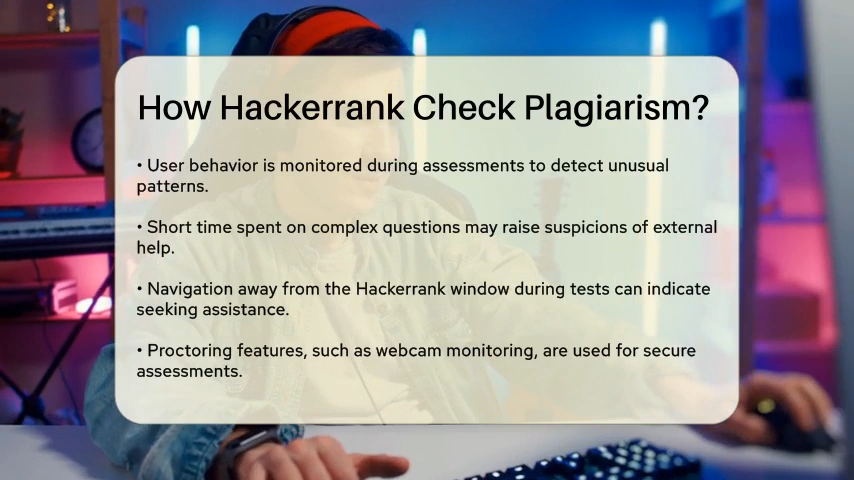 How Hackerrank Check Plagiarism?
• User behavior is monitored during assessments to detect unusual
patterns.
• Short time spent on complex questions may raise suspicions of external
help.
• Navigation away from the Hackerrank window during tests can indicate
seeking assistance.
• Proctoring features, such as webcam monitoring, are used for secure
assessments.